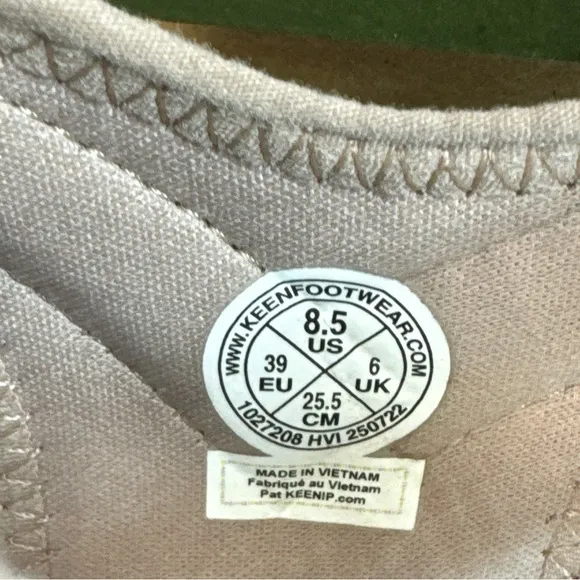 WWW.KEENFOOTWEAR.COM
8.5
US
39
EU
6
UK
25.5
CM
1027208 HVI 250722
MADE IN VIETNAM
Fabriqué au Vietnam
Pat KEENIP.com